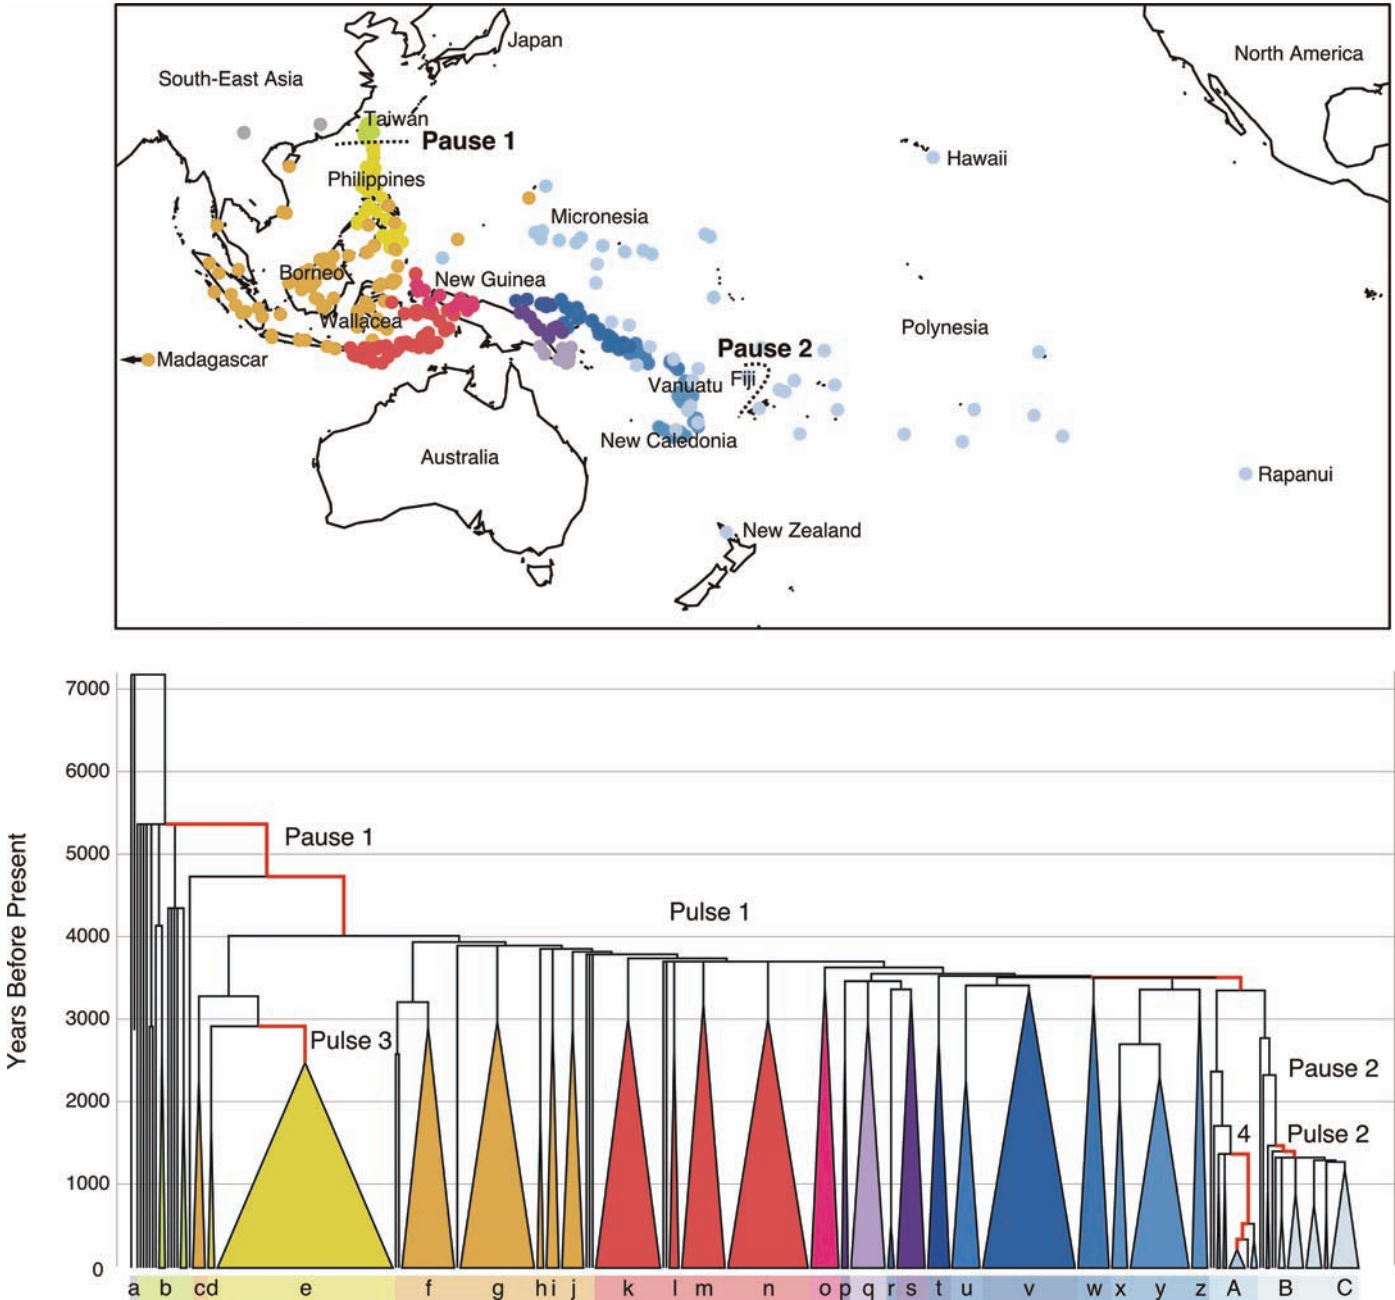 Japan
North America
South-East Asia
Taiwan
Pause 1
Hawaii
Philippines
Micronesia
Borneo
New Guinea
Wallacea
Polynesia
Madagascar
Pause 2
Vanuatu
Fiji
New Caledonia
Australia
Rapanui
New Zealand
Years Before Present
7000
6000
5000
4000
3000
2000
1000
0
Pause 1
Pulse 1
Pulse 3
Pause 2
4
Pulse 2
a b c d e f g h i j k l m n o p q r s t u v w x y z A B C